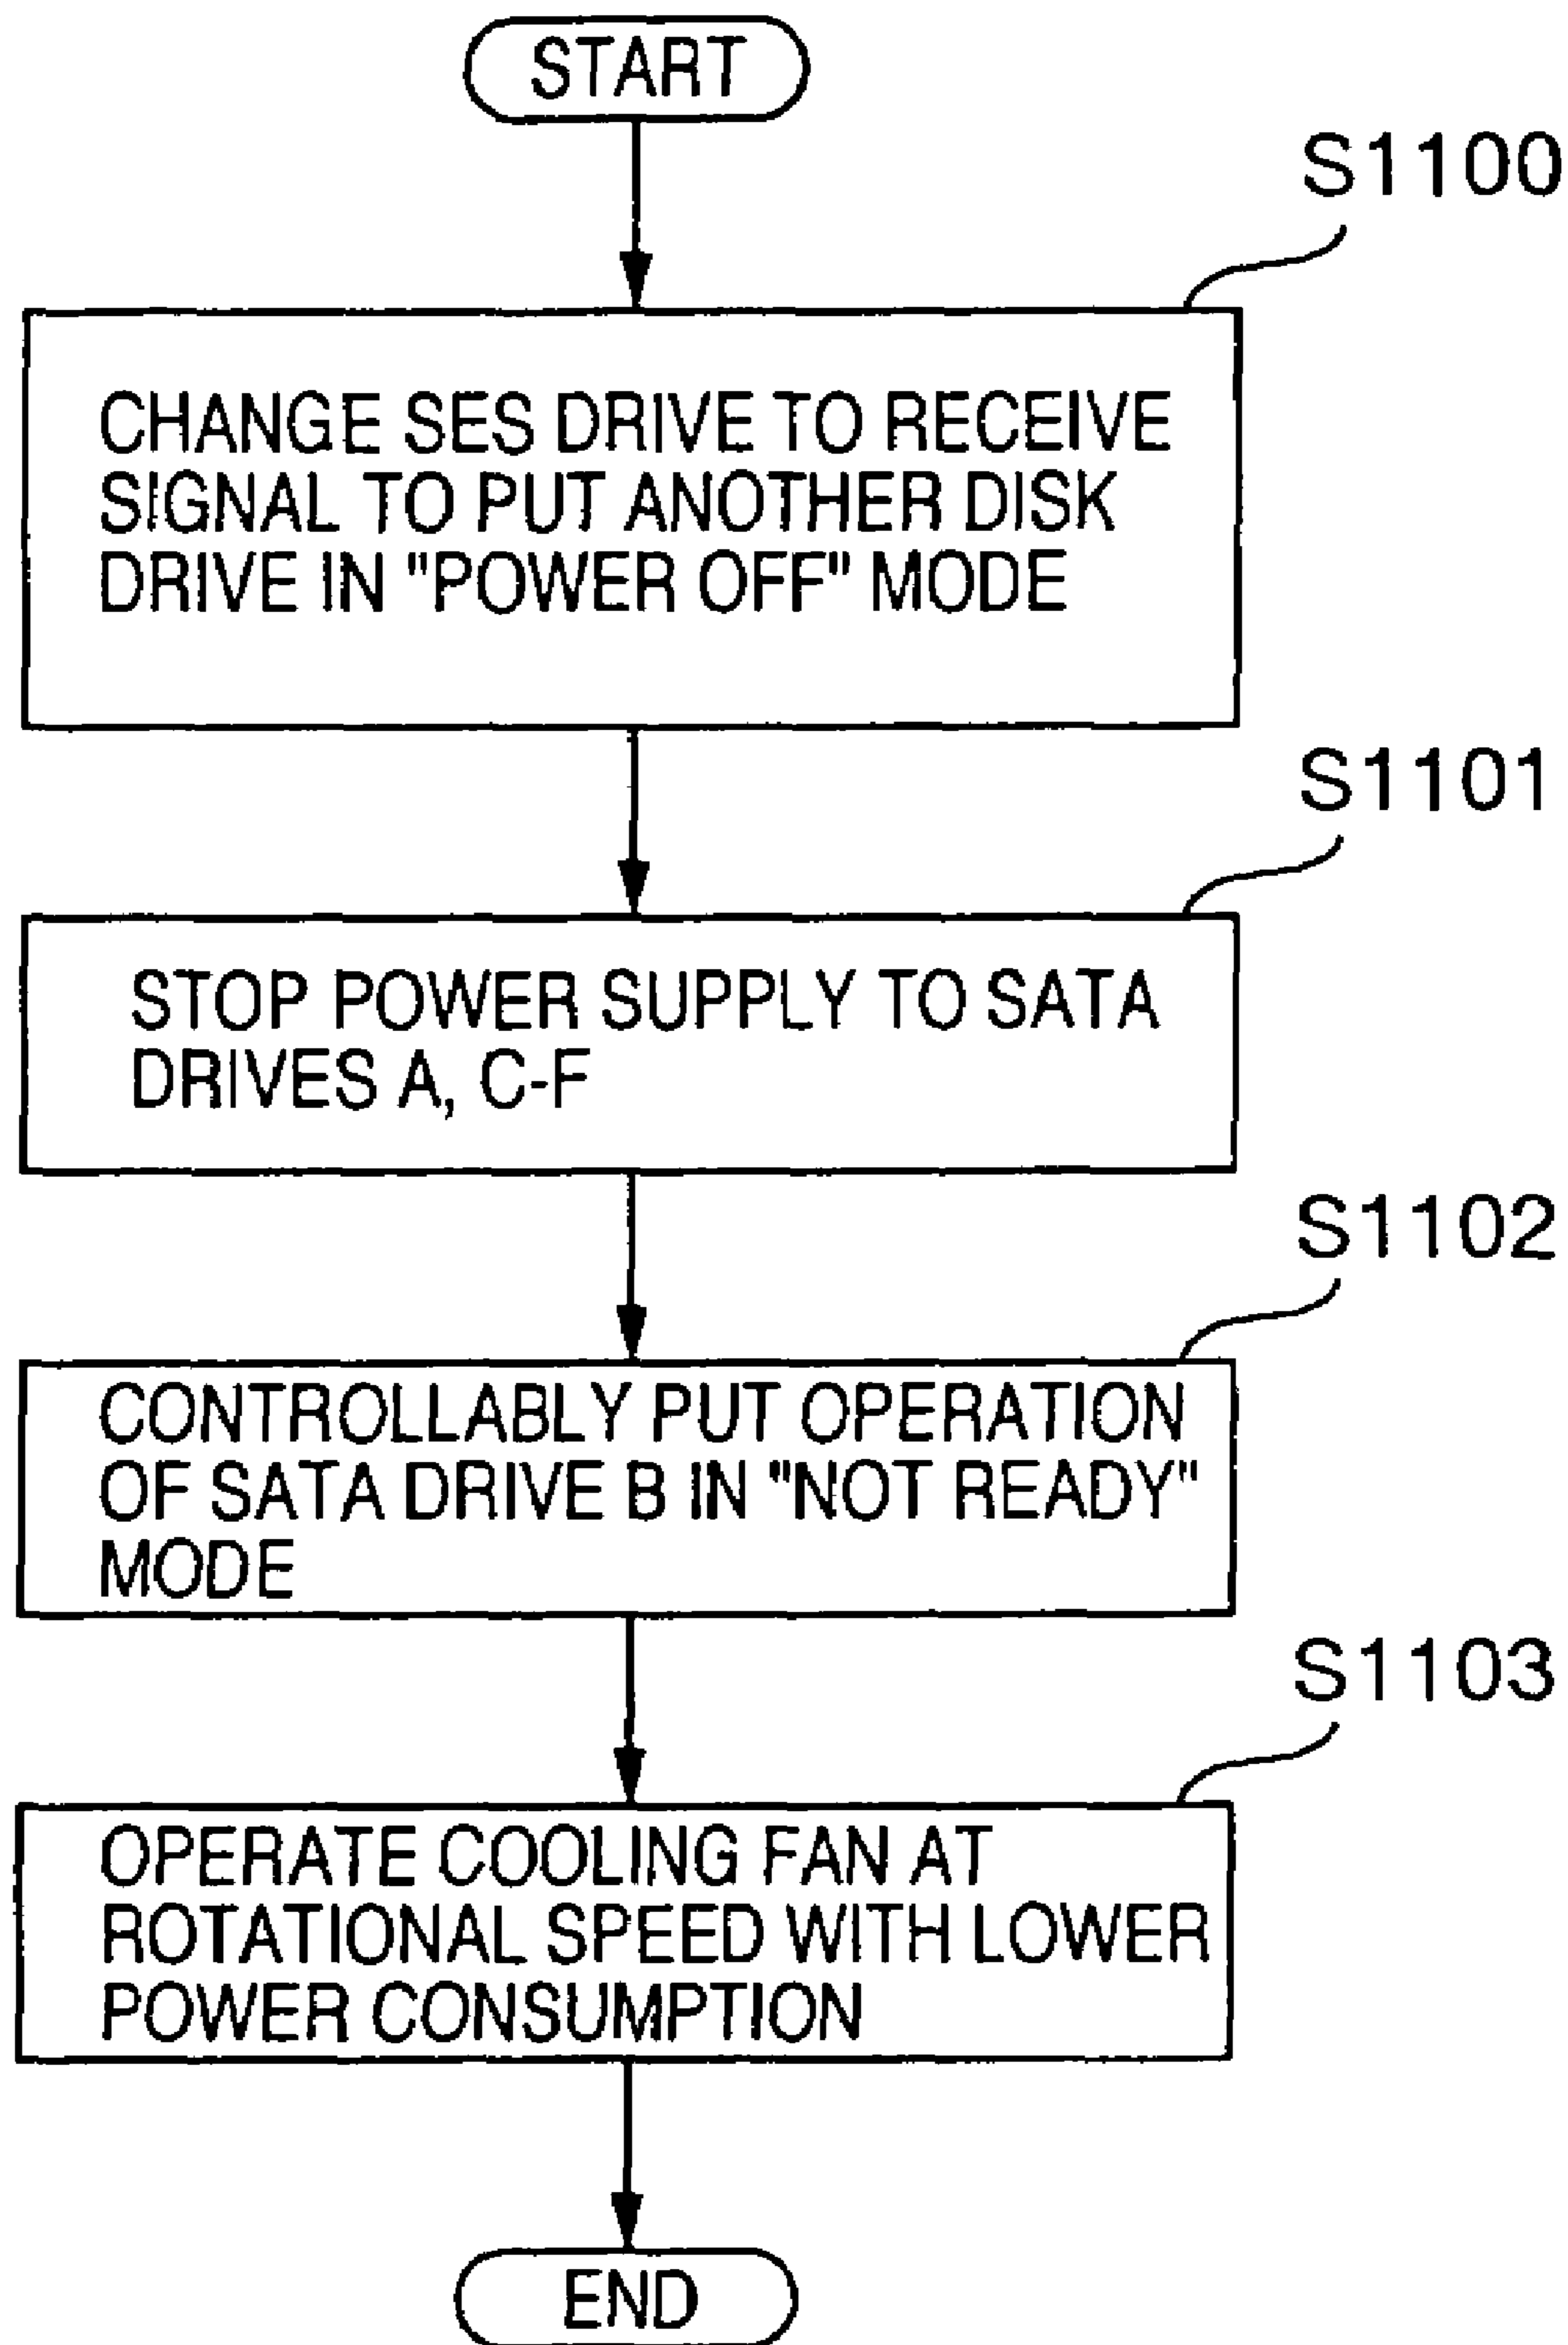 START
S1100
CHANGE SES DRIVE TO RECEIVE
SIGNAL TO PUT ANOTHER DISK
DRIVE IN "POWER OFF" MODE
S1101
STOP POWER SUPPLY TO SATA
DRIVES A, C-F
S1102
CONTROLLABLY PUT OPERATION
OF SATA DRIVE B IN "NOT READY"
MODE
S1103
OPERATE COOLING FAN AT
ROTATIONAL SPEED WITH LOWER
POWER CONSUMPTION
END